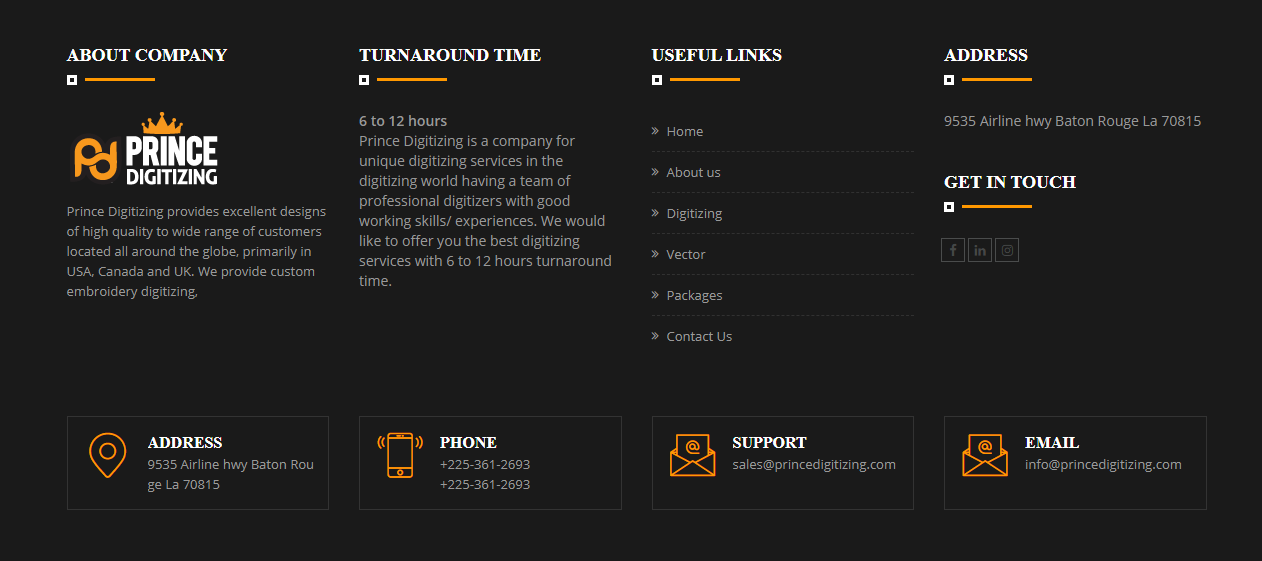 ABOUT COMPANY
PRINCE
DIGITIZING
Prince Digitizing provides excellent designs
of high quality to wide range of customers
located all around the globe, primarily in
USA, Canada and UK. We provide custom
embroidery digitizing,
TURNAROUND TIME
6 to 12 hours
Prince Digitizing is a company for
unique digitizing services in the
digitizing world having a team of
professional digitizers with good
working skills/ experiences. We would
like to offer you the best digitizing
services with 6 to 12 hours turnaround
time.
USEFUL LINKS
Home
About us
Digitizing
Vector
Packages
Contact Us
ADDRESS
9535 Airline hwy Baton Rouge La 70815
GET IN TOUCH
ADDRESS
9535 Airline hwy Baton Rou
ge La 70815
PHONE
+225-361-2693
+225-361-2693
SUPPORT
sales@princedigitizing.com
EMAIL
info@princedigitizing.com